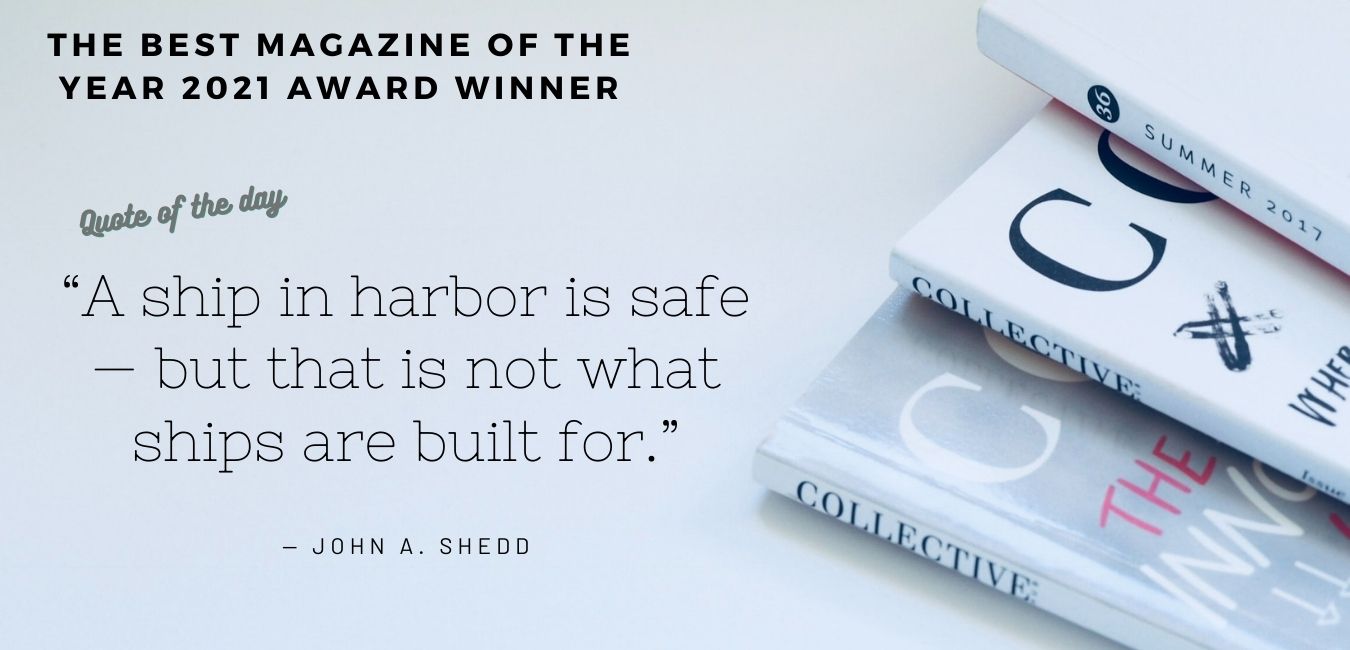 THE BEST MAGAZINE OF THE
YEAR 2021 AWARD WINNER
Quote of the day
“A ship in harbor is safe
— but that is not what
ships are built for.”
— JOHN A. SHEDD
36 SUMMER 2017
CO
COLLECTIVE:
Issue
C
THE
COLLECTIVE: